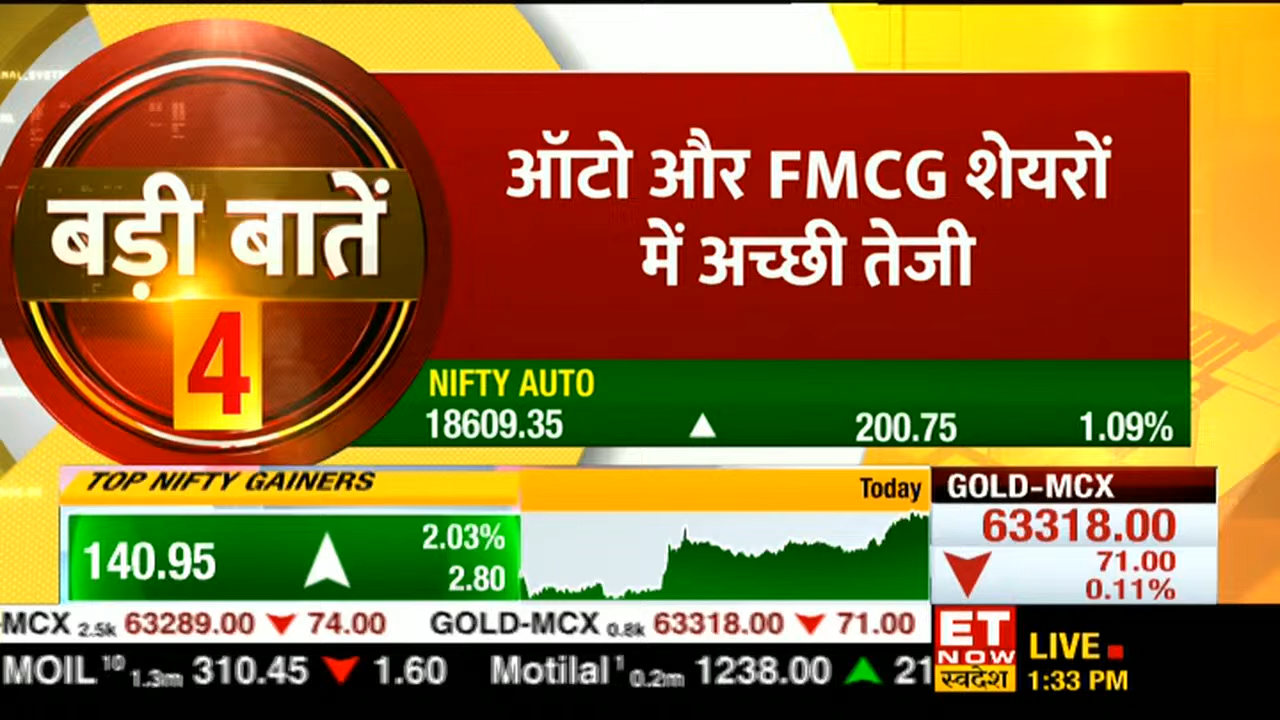 बड़ी बातें
4
ऑटो और FMCG शेयरों
में अच्छी तेजी
NIFTY AUTO
18609.35 ▲ 200.75 1.09%
TOP NIFTY GAINERS
Today
140.95 ▲ 2.03%
2.80
GOLD-MCX
63318.00
▼ 71.00
0.11%
MCX 2.5k 63289.00 ▼ 74.00 GOLD-MCX 0.8k 63318.00 ▼ 71.00
MOIL 10 1.3m 310.45 ▼ 1.60 Motilal 1 0.2m 1238.00 ▲ 21
ET
NOW
स्वदेश
LIVE
1:33 PM